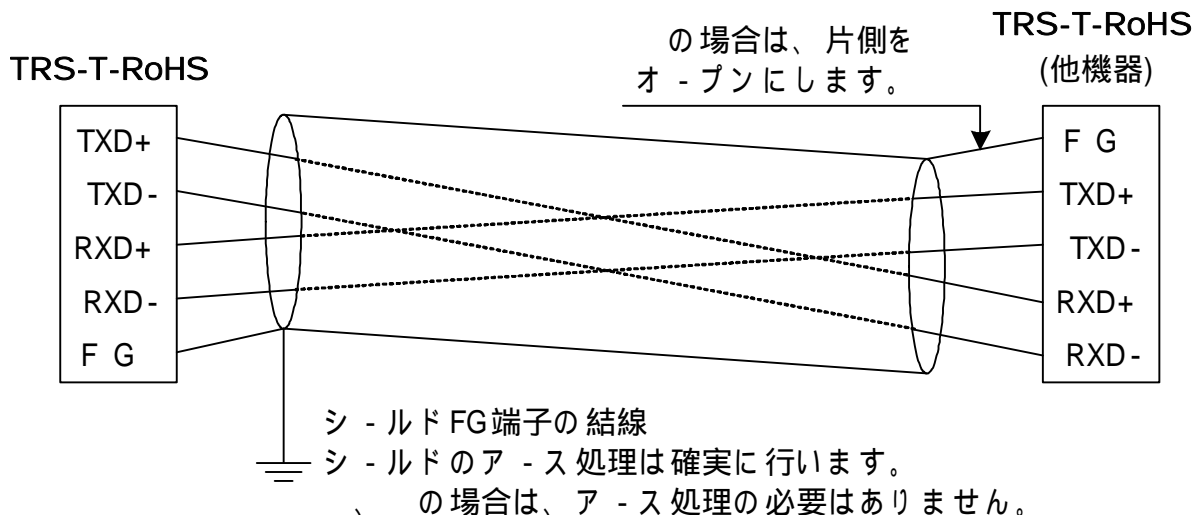 TRS-T-RoHS
TXD+
TXD-
RXD+
RXD-
F G
の場合は、片側を
オ-プンにします。
TRS-T-RoHS
(他機器)
F G
TXD+
TXD-
RXD+
RXD-
シ-ルドFG端子の結線
シ-ルドのア-ス処理は確実に行います。
、 の場合は、ア-ス処理の必要はありません。